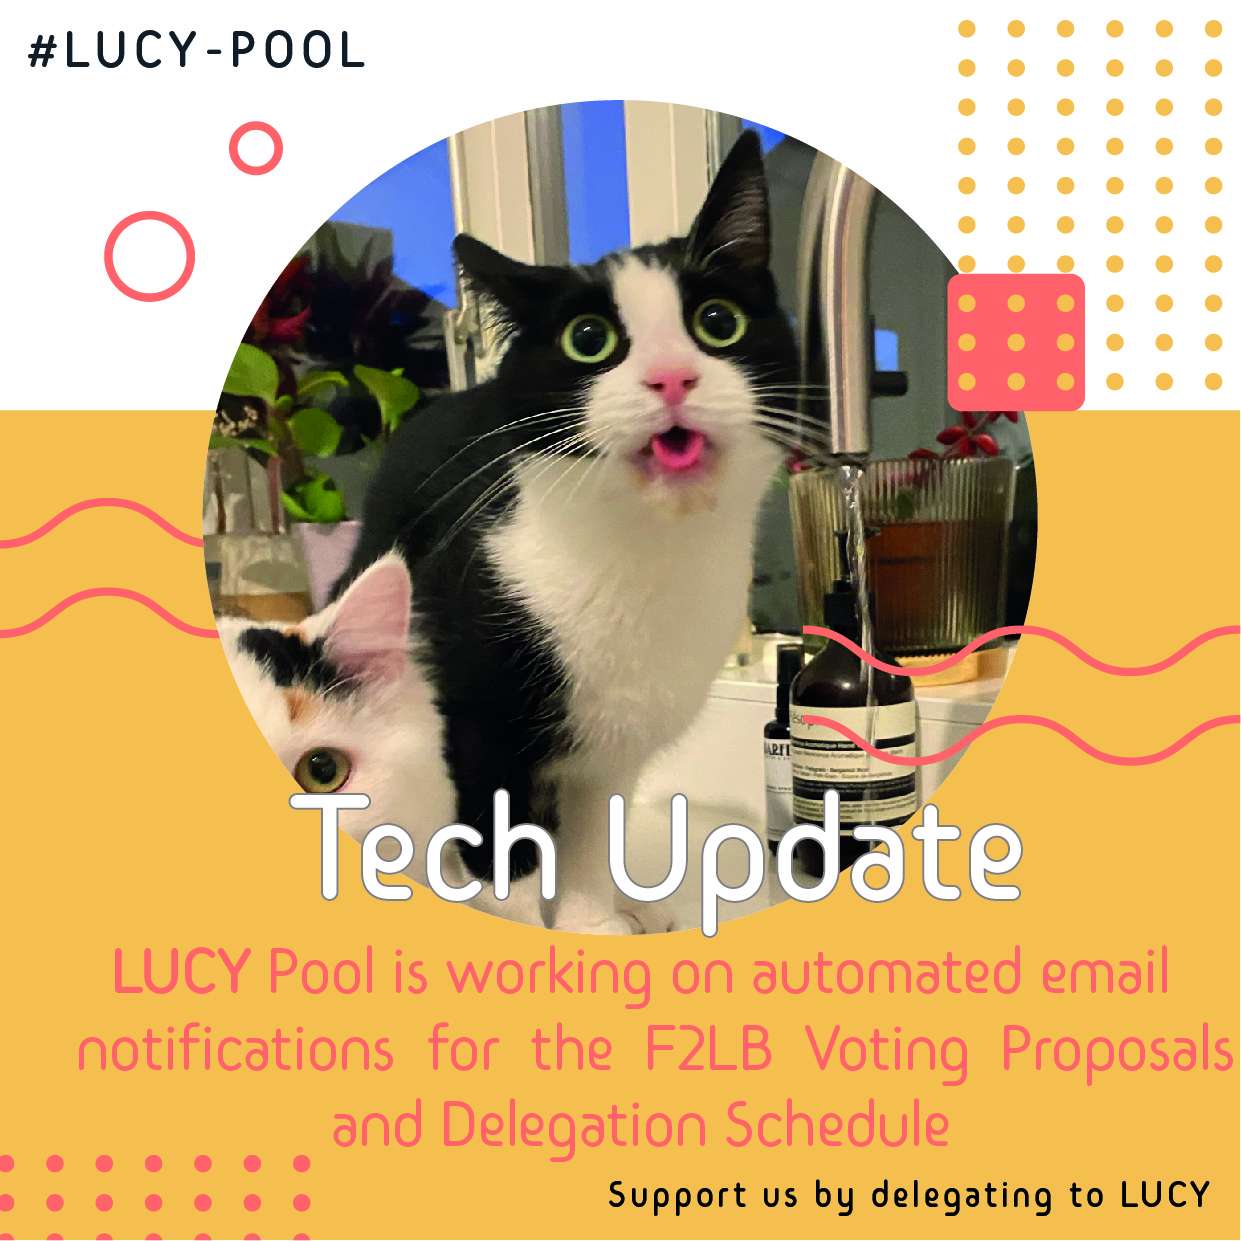 #LUCY-POOL
Tech Update
LUCY Pool is working on automated email
notifications for the F2LB Voting Proposals
and Delegation Schedule
Support us by delegating to LUCY